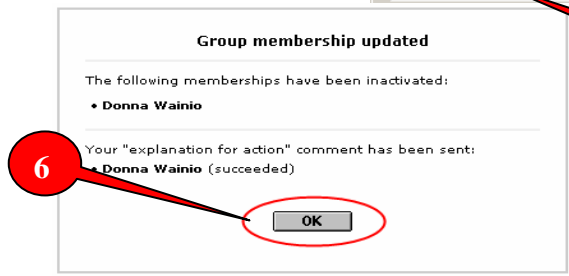 Group membership updated
The following memberships have been inactivated:
• Donna Wainio
Your "explanation for action" comment has been sent:
• Donna Wainio (succeeded)
6
OK